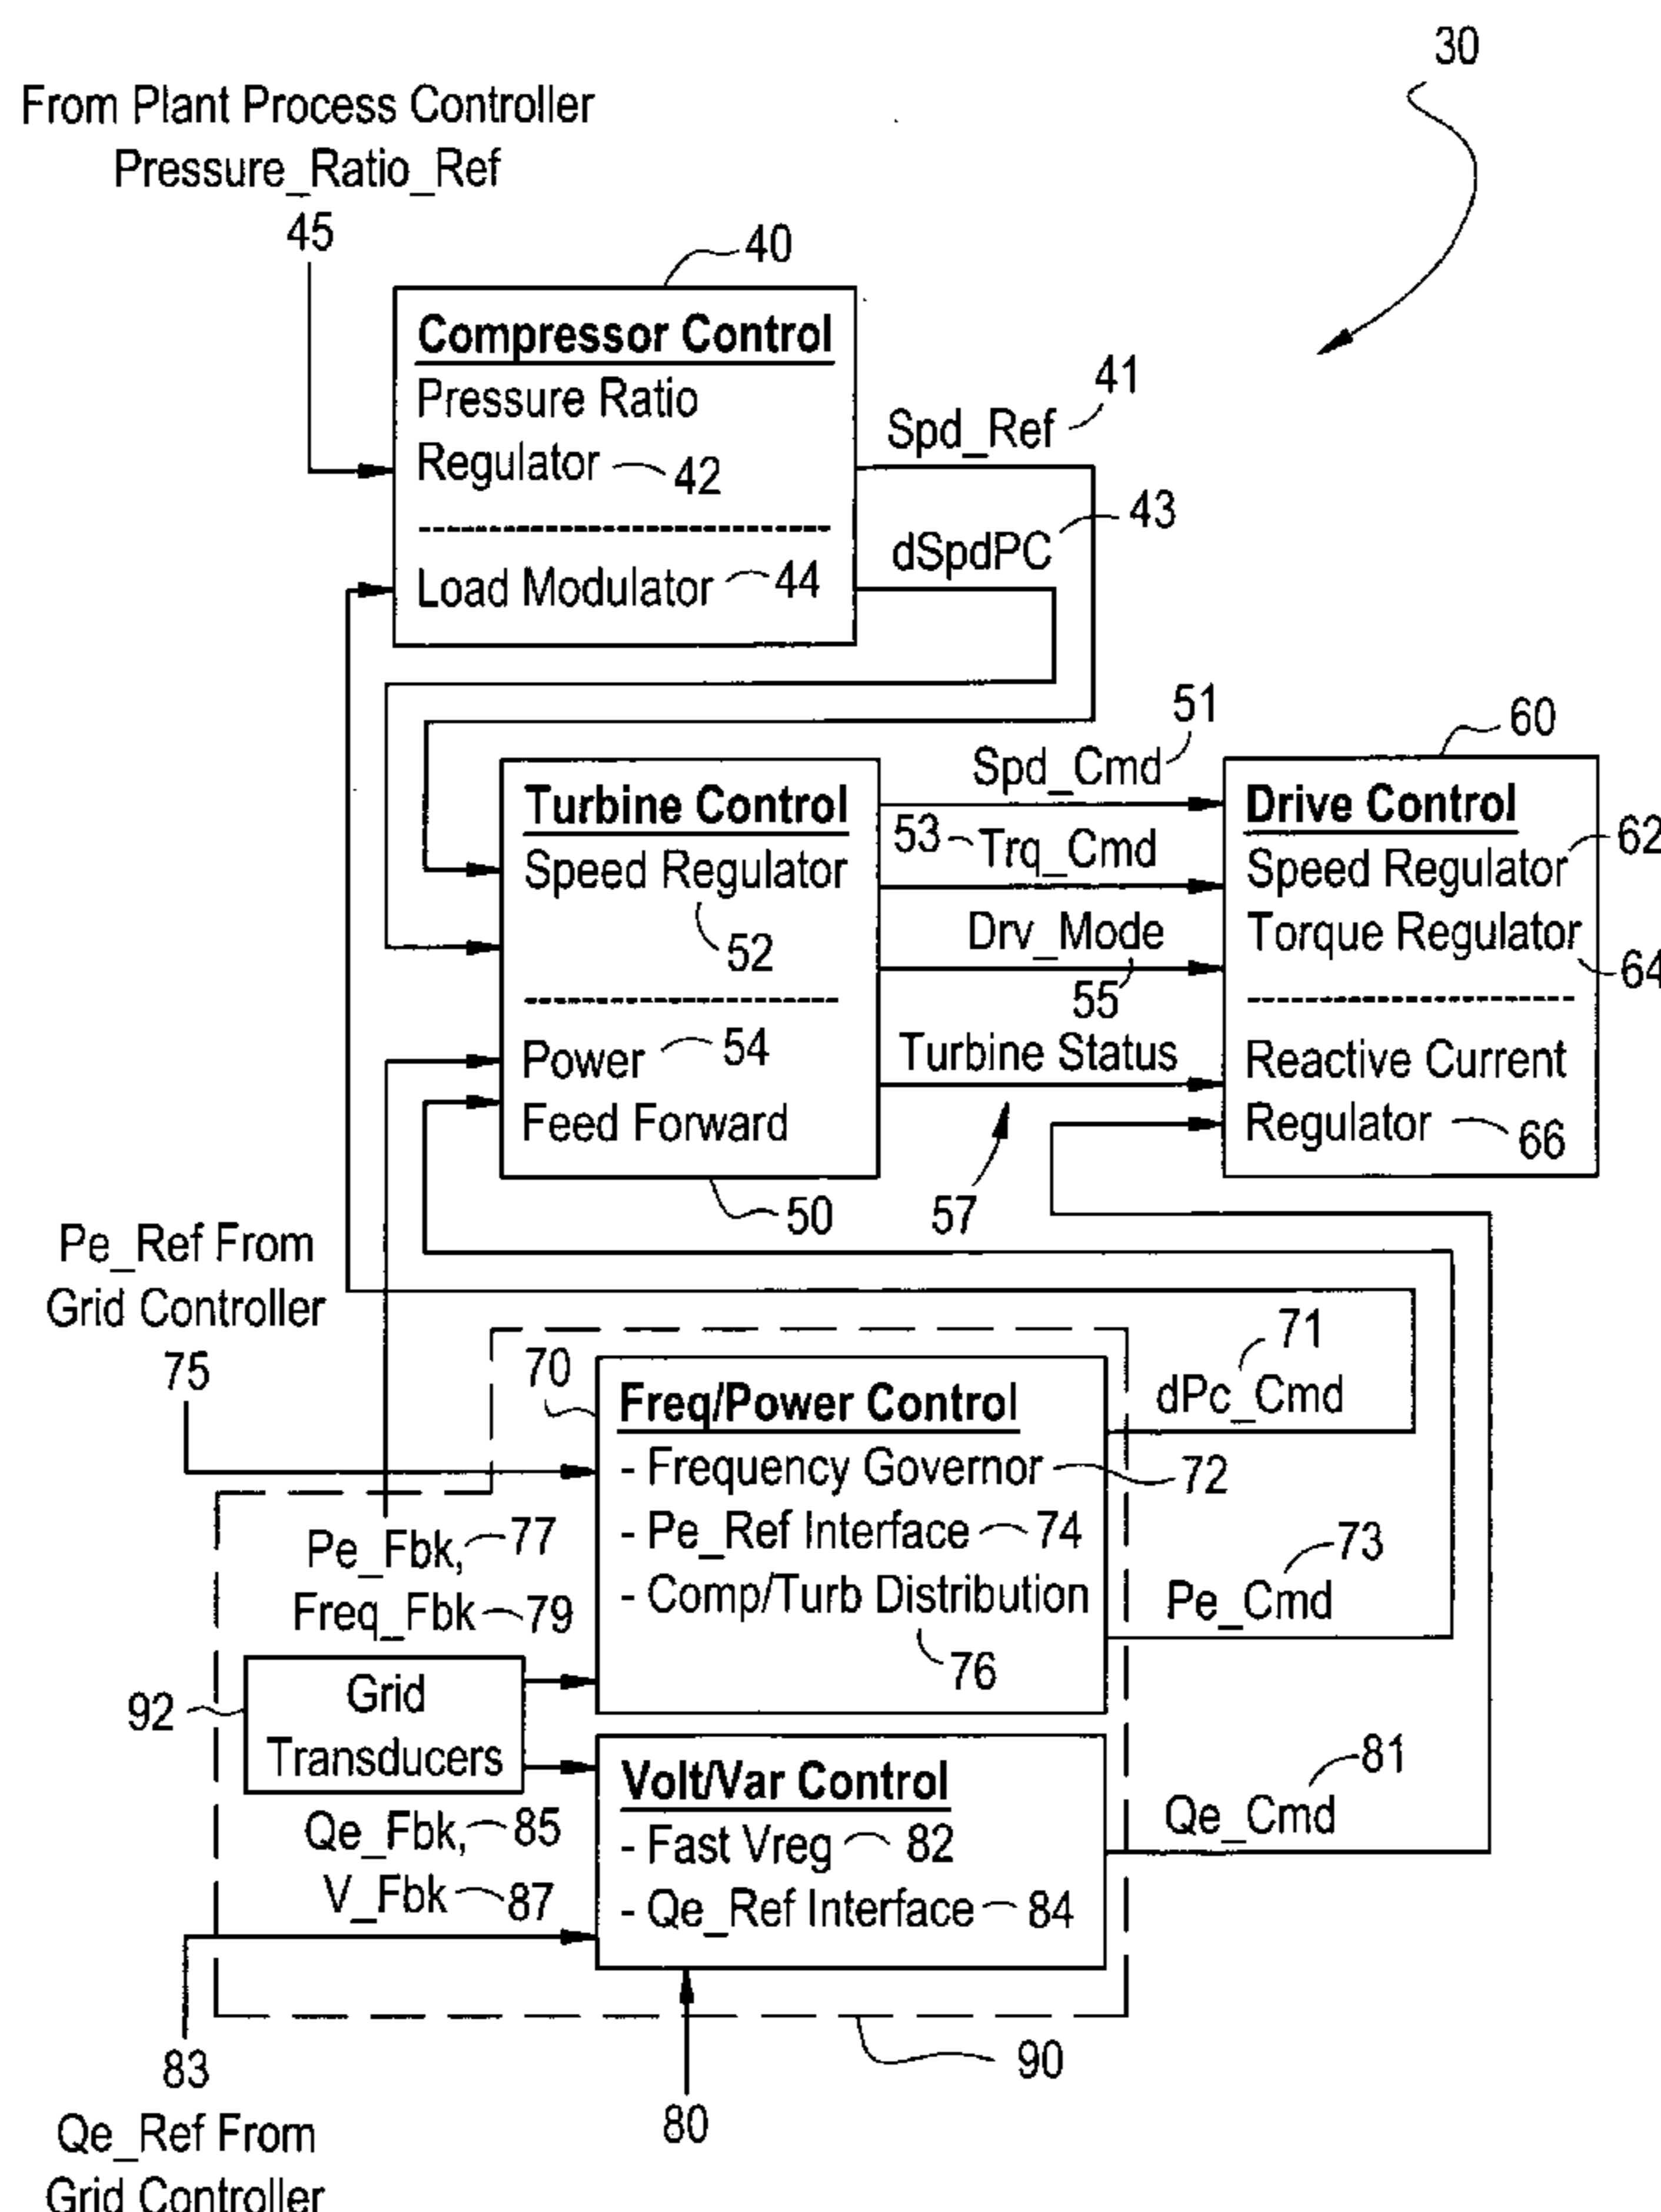 30
From Plant Process Controller
Pressure_Ratio_Ref
45
40
Compressor Control
Pressure Ratio
Regulator 42
Load Modulator 44
Spd_Ref 41
dSpdPC 43
Turbine Control
Speed Regulator
52
Power 54
Feed Forward
50
Spd_Cmd 51
53 Trq_Cmd
Drv_Mode
55
Turbine Status
57
60
Drive Control
Speed Regulator 62
Torque Regulator 64
Reactive Current
Regulator 66
Pe_Ref From
Grid Controller
75
70
Freq/Power Control
- Frequency Governor 72
- Pe_Ref Interface 74
- Comp/Turb Distribution
76
dPc_Cmd 71
Pe_Cmd 73
Pe_Fbk, 77
Freq_Fbk 79
92
Grid
Transducers
Qe_Fbk, 85
V_Fbk 87
Volt/Var Control
- Fast Vreg 82
- Qe_Ref Interface 84
Qe_Cmd 81
90
80
83
Qe_Ref From
Grid Controller